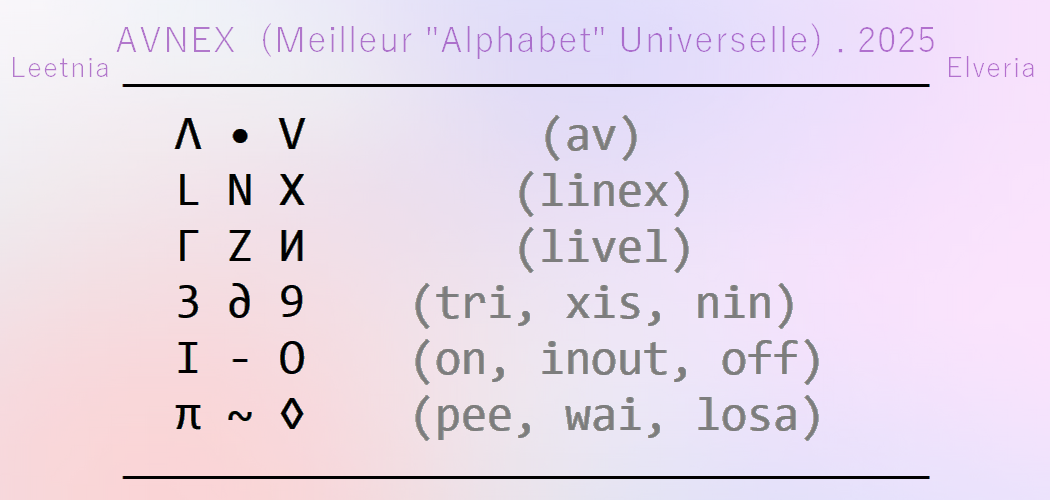 AVNEX (Meilleur "Alphabet" Universelle) . 2025
Leetnia Elveria
Λ • V (av)
L N X (linex)
Γ Z И (livel)
3 ∂ 9 (tri, xis, nin)
I - O (on, inout, off)
π ~ ◊ (pee, wai, losa)